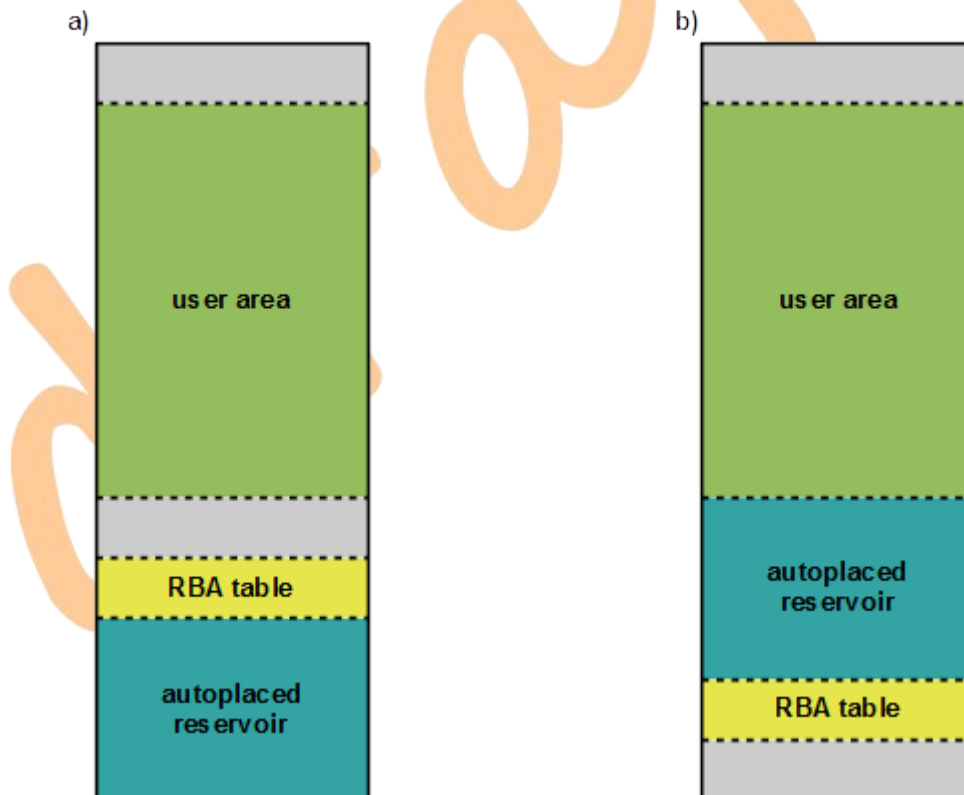 a)
user area
RBA table
autoplaced
reservoir
b)
user area
autoplaced
reservoir
RBA table